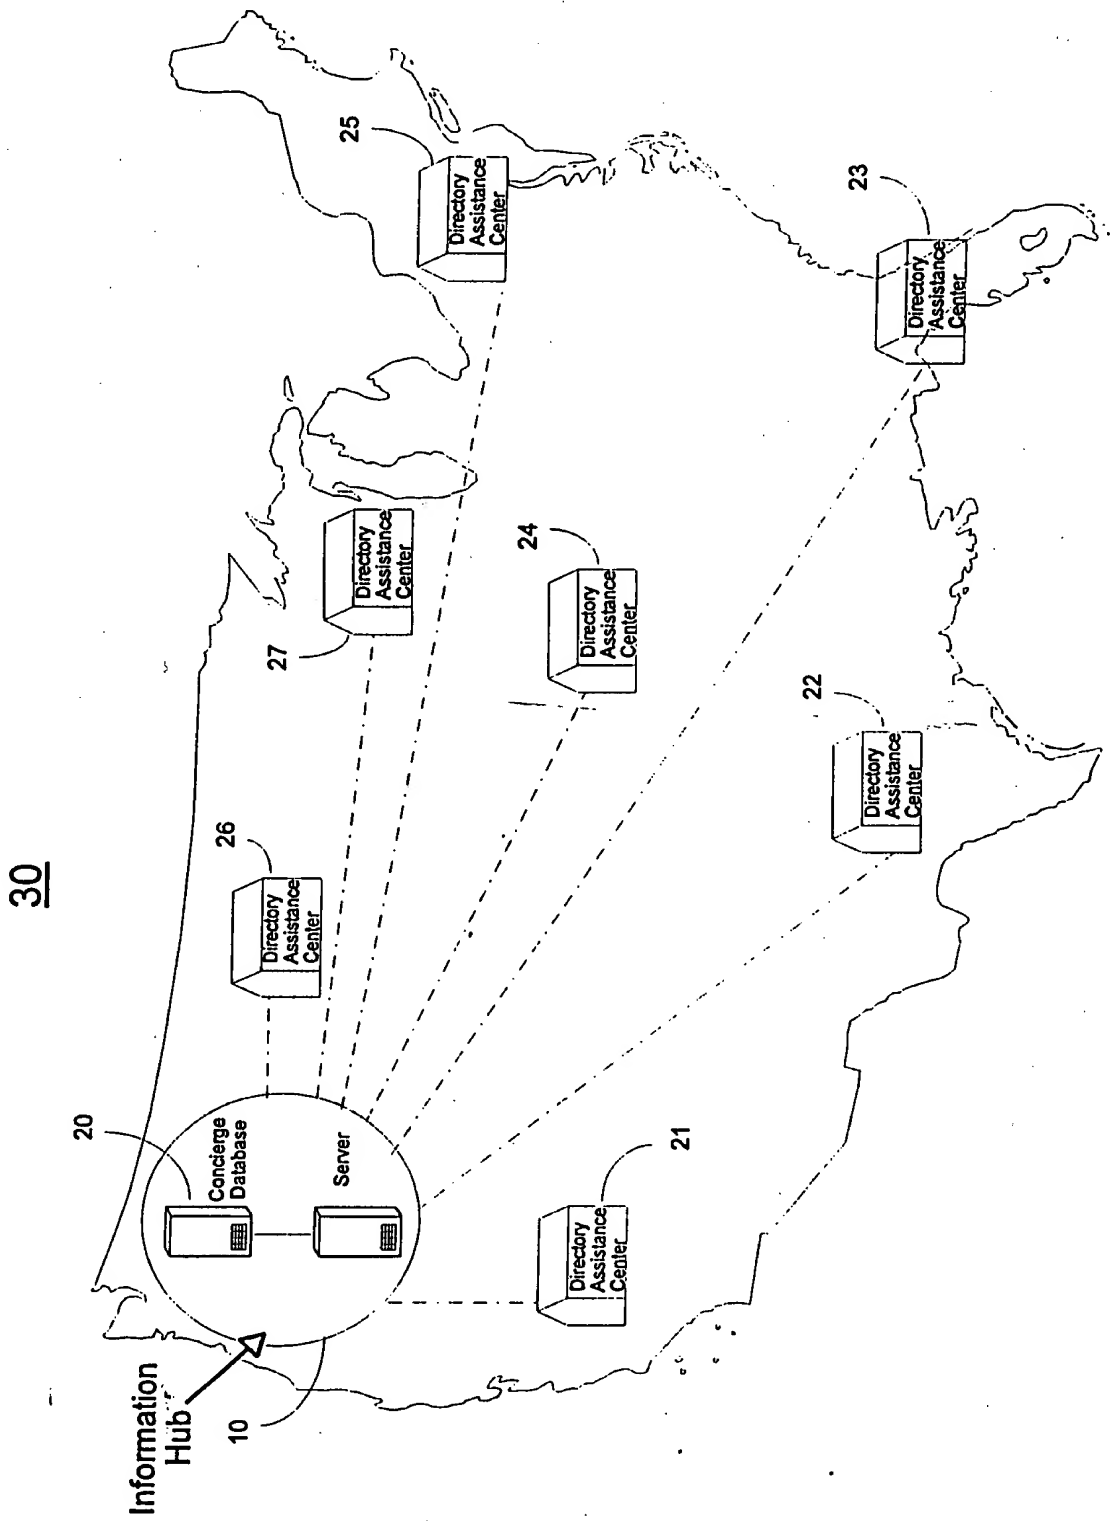 30
Information
Hub
10
20
Concierge
Database
Server
26
Directory
Assistance
Center
27
Directory
Assistance
Center
25
Directory
Assistance
Center
24
Directory
Assistance
Center
21
Directory
Assistance
Center
22
Directory
Assistance
Center
23
Directory
Assistance
Center